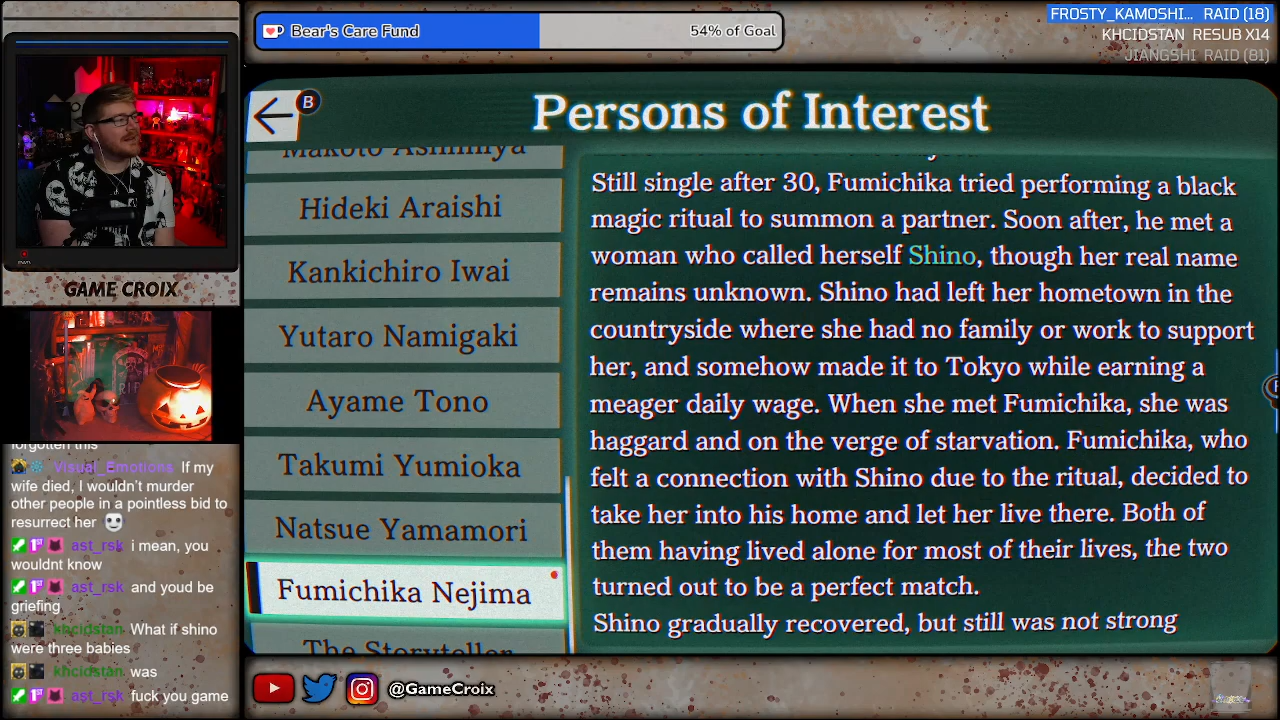 Bear's Care Fund
54% of Goal
FROSTY_KAMOSHI... RAID (18)
KHCIDSTAN RESUB X14
JIANGSHI RAID (81)
B
Persons of Interest
Makoto Ashimiya
Hideki Araishi
Kankichiro Iwai
Yutaro Namigaki
Ayame Tono
Takumi Yumioka
Natsue Yamamori
Fumichika Nejima
The Storyteller
Still single after 30, Fumichika tried performing a black
magic ritual to summon a partner. Soon after, he met a
woman who called herself Shino, though her real name
remains unknown. Shino had left her hometown in the
countryside where she had no family or work to support
her, and somehow made it to Tokyo while earning a
meager daily wage. When she met Fumichika, she was
haggard and on the verge of starvation. Fumichika, who
felt a connection with Shino due to the ritual, decided to
take her into his home and let her live there. Both of
them having lived alone for most of their lives, the two
turned out to be a perfect match.
Shino gradually recovered, but still was not strong
GAME CROIX
RIP
forgotten this
Visual_Emotions If my
wife died, I wouldn't murder
other people in a pointless bid to
resurrect her
ast_rsk i mean, you
wouldnt know
ast_rsk and youd be
griefing
khcidstan What if shino
were three babies
khcidstan was
ast_rsk fuck you game
@GameCroix